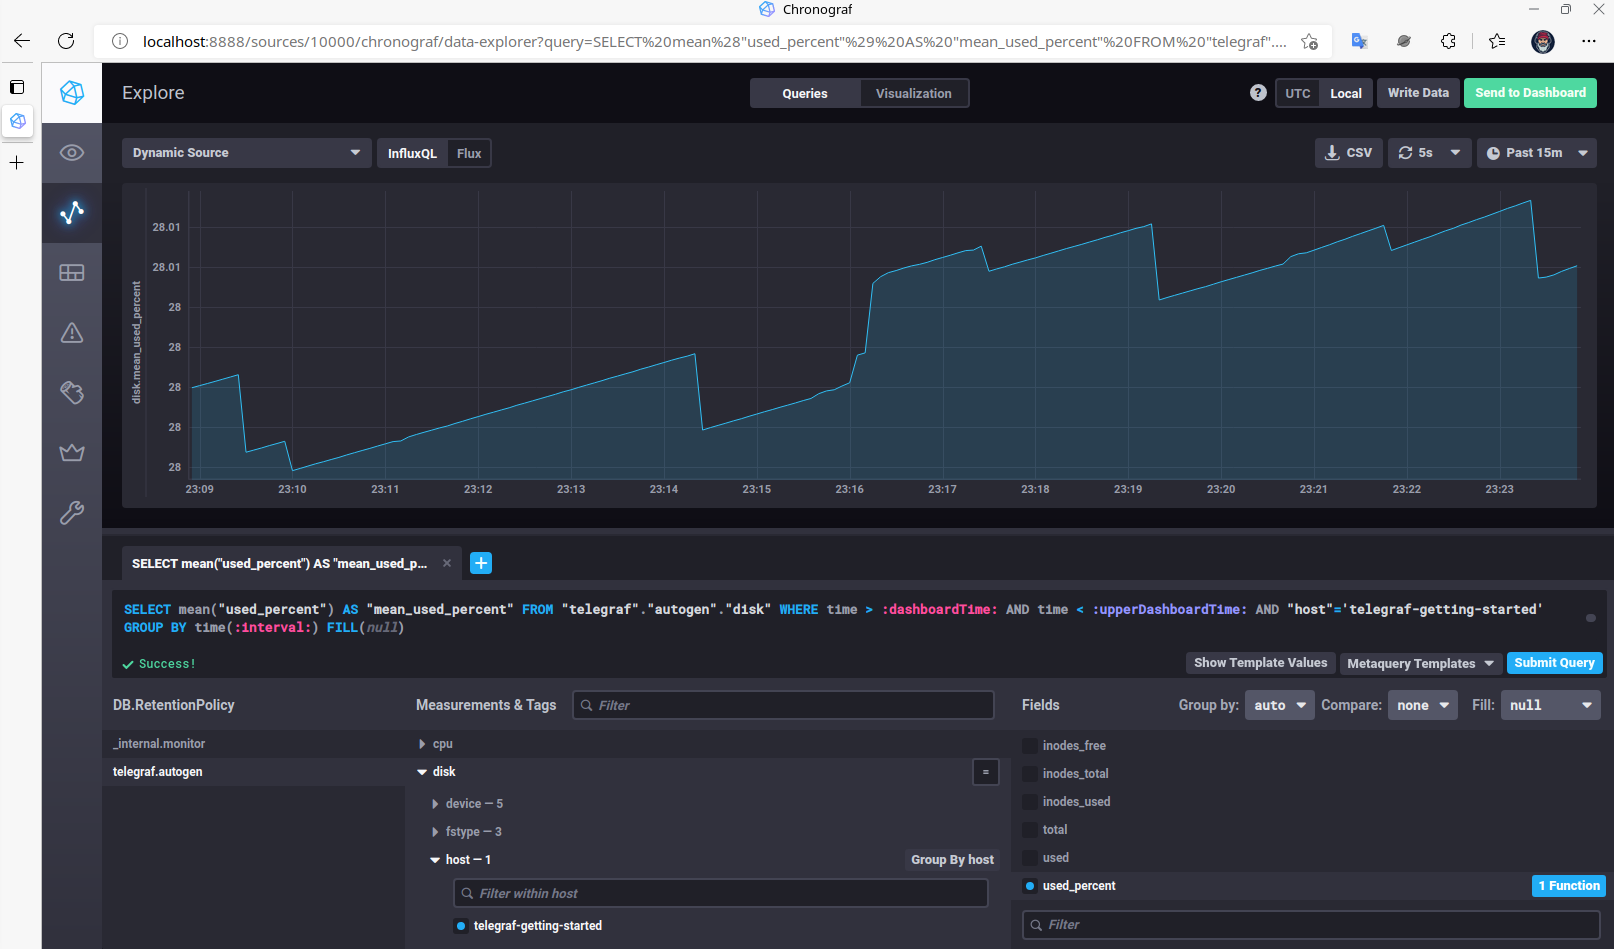 Chronograf
localhost:8888/sources/10000/chronograf/data-explorer?query=SELECT%20mean%28"used_percent"%29%20AS%20"mean_used_percent"%20FROM%20"telegraf"....
Explore
Queries
Visualization
?
UTC
Local
Write Data
Send to Dashboard
Dynamic Source
InfluxQL
Flux
CSV
5s
Past 15m
disk.mean_used_percent
28.01
28.01
28
28
28
28
28
23:09 23:10 23:11 23:12 23:13 23:14 23:15 23:16 23:17 23:18 23:19 23:20 23:21 23:22 23:23
SELECT mean("used_percent") AS "mean_used_p...
SELECT mean("used_percent") AS "mean_used_percent" FROM "telegraf"."autogen"."disk" WHERE time > :dashboardTime: AND time < :upperDashboardTime: AND "host"='telegraf-getting-started'
GROUP BY time(:interval:) FILL(null)
Success!
Show Template Values
Metaquery Templates
Submit Query
DB.RetentionPolicy
_internal.monitor
telegraf.autogen
Measurements & Tags
Filter
cpu
disk
=
device — 5
fstype — 3
host — 1
Group By host
Filter within host
telegraf-getting-started
Fields
Group by: auto
Compare: none
Fill: null
inodes_free
inodes_total
inodes_used
total
used
used_percent
1 Function
Filter